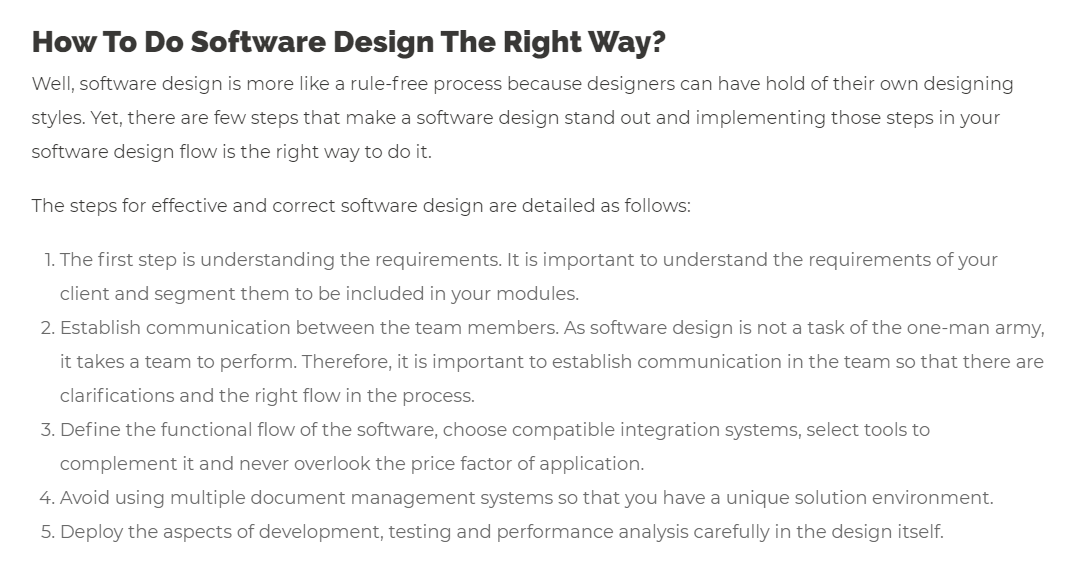 How To Do Software Design The Right Way?
Well, software design is more like a rule-free process because designers can have hold of their own designing
styles. Yet, there are few steps that make a software design stand out and implementing those steps in your
software design flow is the right way to do it.
The steps for effective and correct software design are detailed as follows:
1. The first step is understanding the requirements. It is important to understand the requirements of your
client and segment them to be included in your modules.
2. Establish communication between the team members. As software design is not a task of the one-man army,
it takes a team to perform. Therefore, it is important to establish communication in the team so that there are
clarifications and the right flow in the process.
3. Define the functional flow of the software, choose compatible integration systems, select tools to
complement it and never overlook the price factor of application.
4. Avoid using multiple document management systems so that you have a unique solution environment.
5. Deploy the aspects of development, testing and performance analysis carefully in the design itself.